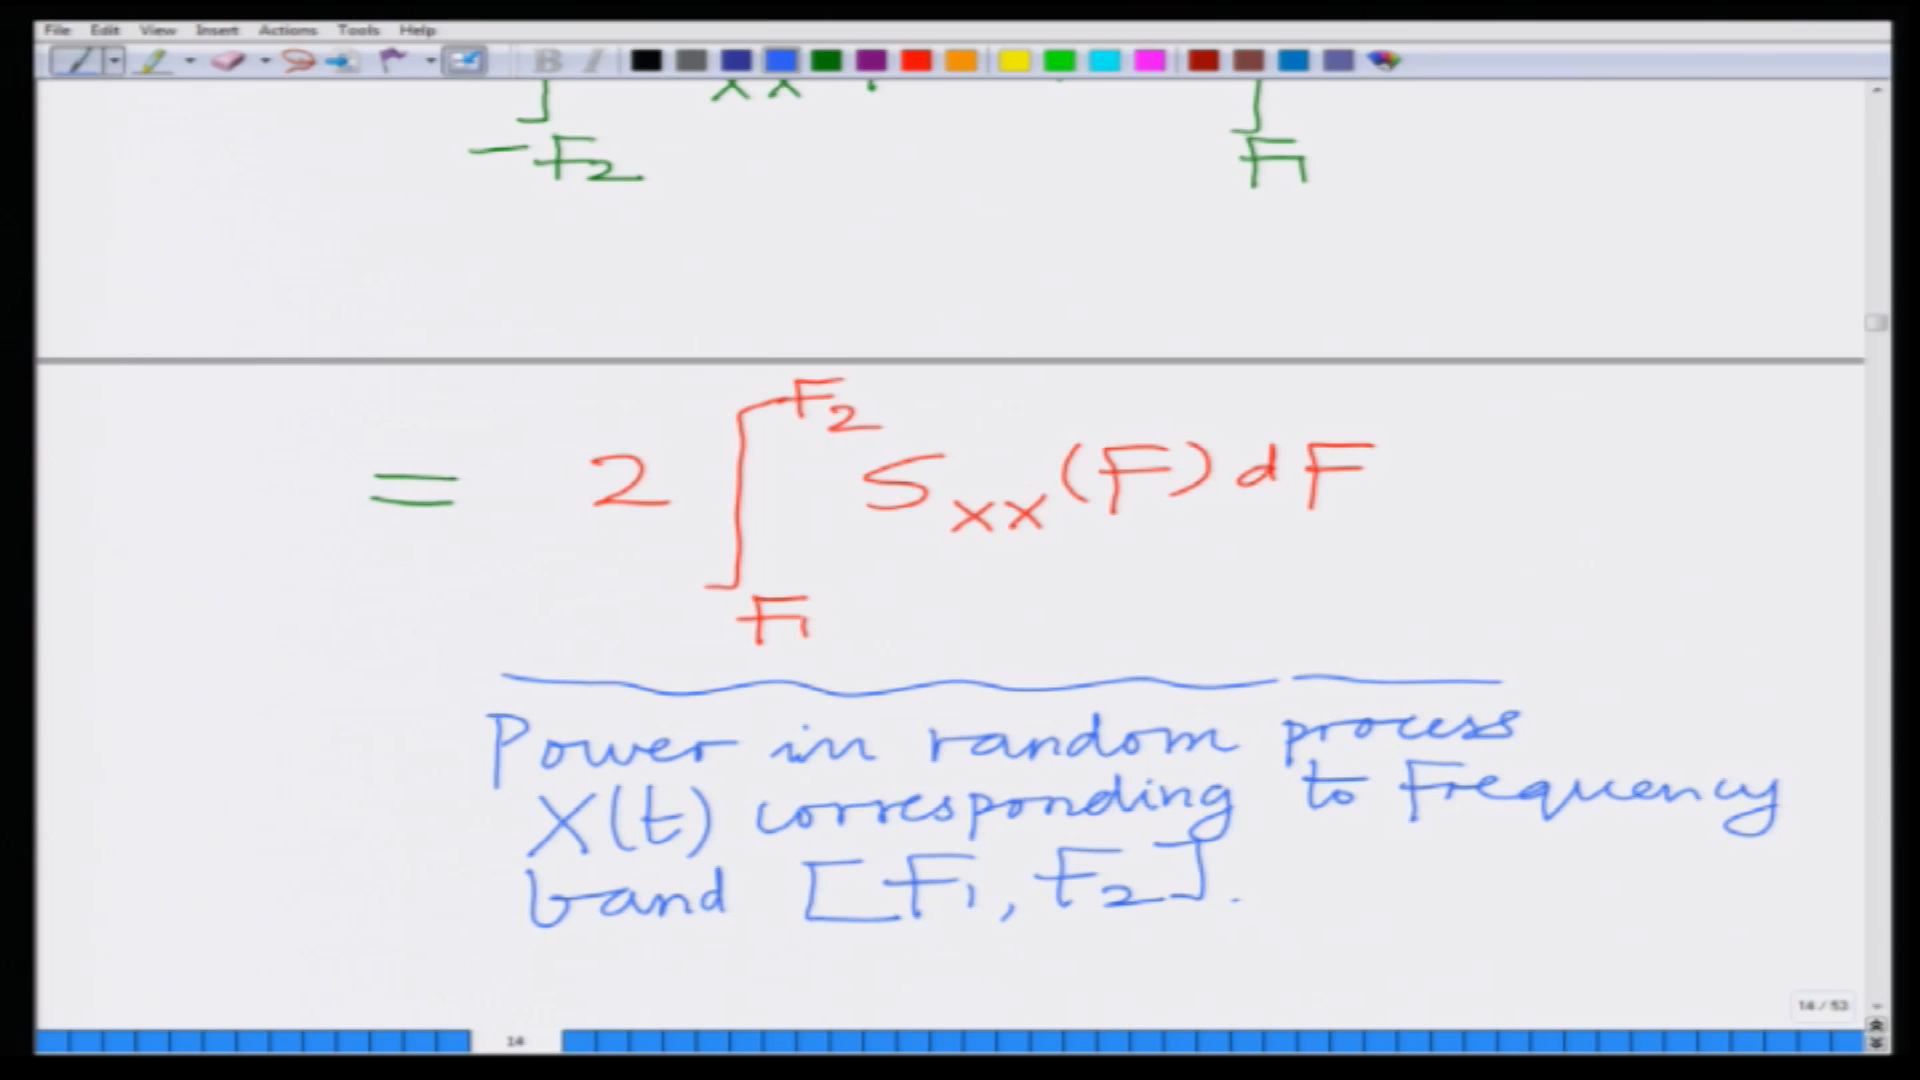 File Edit View Insert Actions Tools Help
B I
xx
-F2 F1
= 2 ∫ F2 F1 Sxx(F) dF
Power in random process
X(t) corresponding to Frequency
band [F1, F2].
14 / 53
14